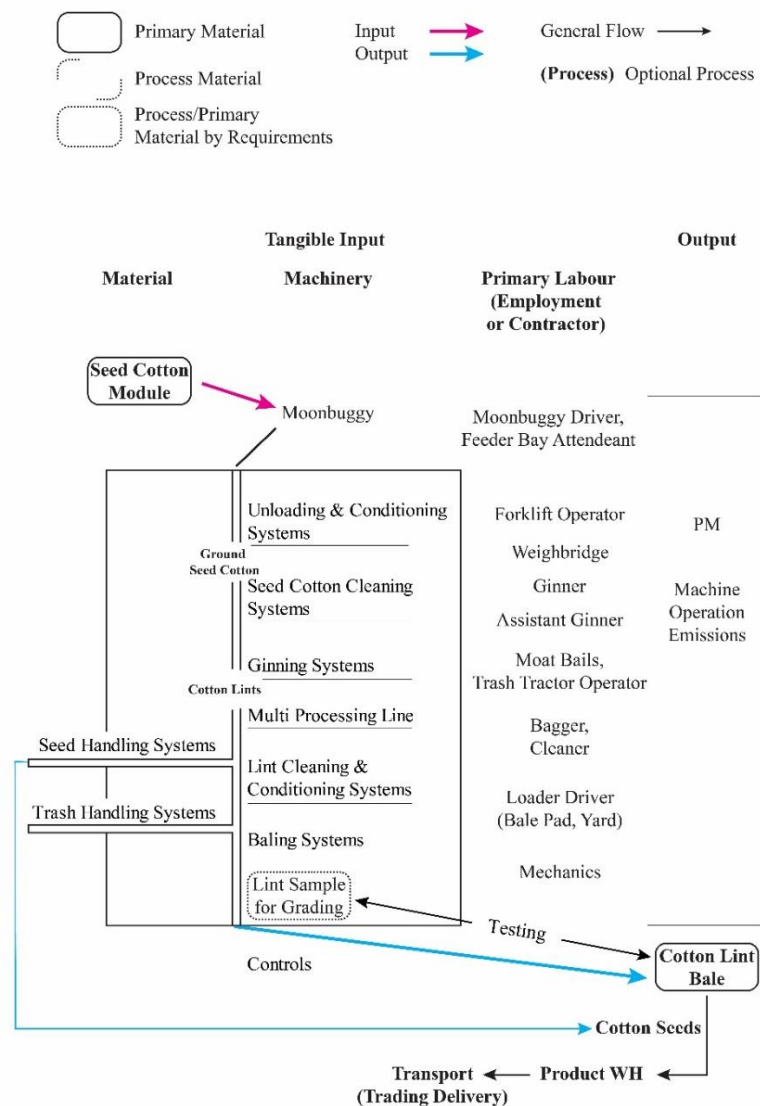 Primary Material
Process Material
Process/Primary
Material by Requirements
Input
Output
General Flow
(Process) Optional Process
Tangible Input
Output
Material
Machinery
Primary Labour
(Employment
or Contractor)
Seed Cotton
Module
Moonbuggy
Moonbuggy Driver,
Feeder Bay Attendeant
Unloading & Conditioning
Systems
Ground
Seed Cotton
Seed Cotton Cleaning
Systems
Ginning Systems
Cotton Lints
Multi Processing Line
Seed Handling Systems
Lint Cleaning &
Conditioning Systems
Trash Handling Systems
Baling Systems
Lint Sample
for Grading
Controls
Forklift Operator
Weighbridge
Ginner
Assistant Ginner
Moat Bails,
Trash Tractor Operator
Bagger,
Cleaner
Loader Driver
(Bale Pad, Yard)
Mechanics
PM
Machine
Operation
Emissions
Testing
Cotton Lint
Bale
Cotton Seeds
Transport
(Trading Delivery)
Product WH